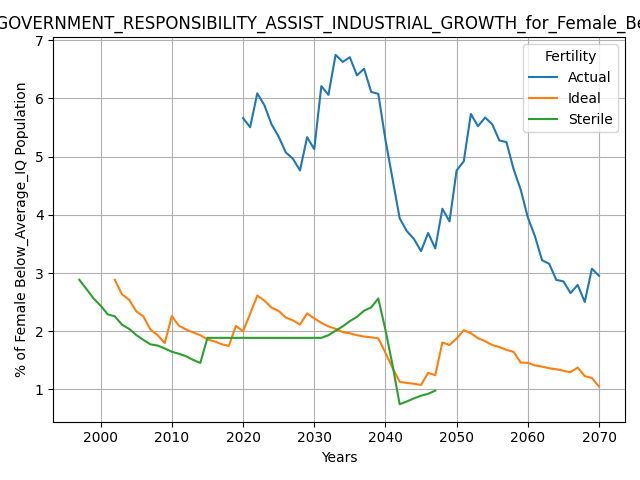 GOVERNMENT_RESPONSIBILITY_ASSIST_INDUSTRIAL_GROWTH_for_Female_Be
Fertility
Actual
Ideal
Sterile
% of Female Below_Average_IQ Population
7
6
5
4
3
2
1
2000 2010 2020 2030 2040 2050 2060 2070
Years